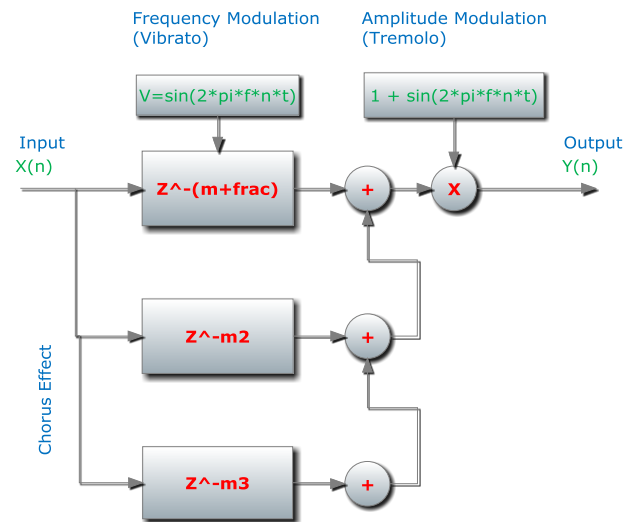 Frequency Modulation
(Vibrato)
Amplitude Modulation
(Tremolo)
V=sin(2*pi*f*n*t)
1 + sin(2*pi*f*n*t)
Input
X(n)
Output
Y(n)
Z^-(m+frac)
+
X
Z^-m2
+
Chorus Effect
Z^-m3
+